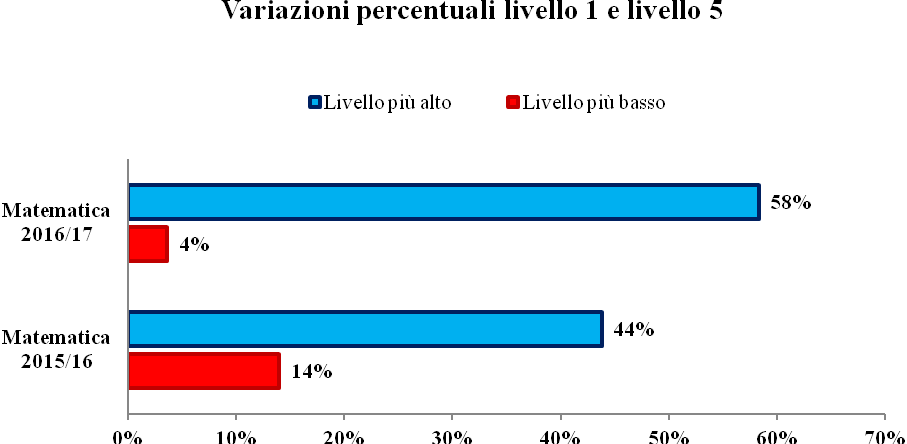 Variazioni percentuali livello 1 e livello 5
Livello più alto
Livello più basso
Matematica
2016/17
58%
4%
Matematica
2015/16
44%
14%
0%
10%
20%
30%
40%
50%
60%
70%